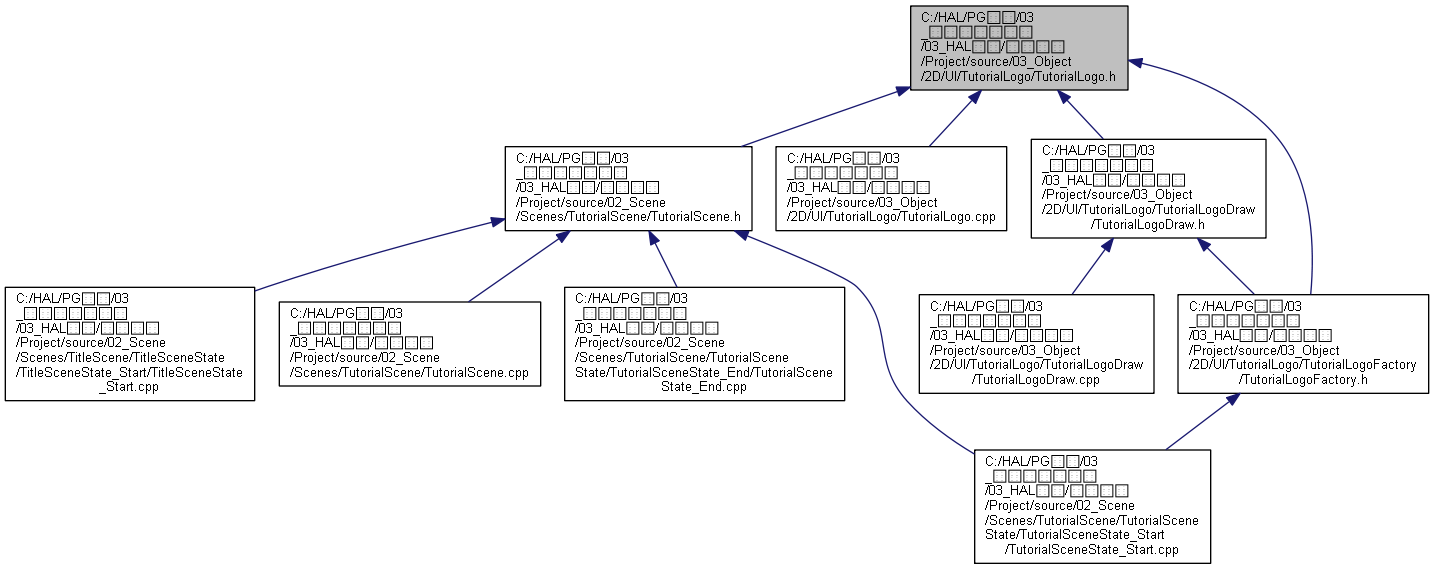 C:/HAL/PG□□/03
_□□□□□□□
/03_HAL□□/□□□□
/Project/source/03_Object
/2D/UI/TutorialLogo/TutorialLogo.h
C:/HAL/PG□□/03
_□□□□□□□
/03_HAL□□/□□□□
/Project/source/02_Scene
/Scenes/TutorialScene/TutorialScene.h
C:/HAL/PG□□/03
_□□□□□□□
/03_HAL□□/□□□□
/Project/source/03_Object
/2D/UI/TutorialLogo/TutorialLogo.cpp
C:/HAL/PG□□/03
_□□□□□□□
/03_HAL□□/□□□□
/Project/source/03_Object
/2D/UI/TutorialLogo/TutorialLogoDraw
/TutorialLogoDraw.h
C:/HAL/PG□□/03
_□□□□□□□
/03_HAL□□/□□□□
/Project/source/02_Scene
/Scenes/TitleScene/TitleSceneState
/TitleSceneState_Start/TitleSceneState
_Start.cpp
C:/HAL/PG□□/03
_□□□□□□□
/03_HAL□□/□□□□
/Project/source/02_Scene
/Scenes/TutorialScene/TutorialScene.cpp
C:/HAL/PG□□/03
_□□□□□□□
/03_HAL□□/□□□□
/Project/source/02_Scene
/Scenes/TutorialScene/TutorialScene
State/TutorialSceneState_End/TutorialScene
State_End.cpp
C:/HAL/PG□□/03
_□□□□□□□
/03_HAL□□/□□□□
/Project/source/03_Object
/2D/UI/TutorialLogo/TutorialLogoDraw
/TutorialLogoDraw.cpp
C:/HAL/PG□□/03
_□□□□□□□
/03_HAL□□/□□□□
/Project/source/03_Object
/2D/UI/TutorialLogo/TutorialLogoFactory
/TutorialLogoFactory.h
C:/HAL/PG□□/03
_□□□□□□□
/03_HAL□□/□□□□
/Project/source/02_Scene
/Scenes/TutorialScene/TutorialScene
State/TutorialSceneState_Start
/TutorialSceneState_Start.cpp